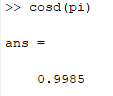 >> cosd(pi)
ans =
0.9985